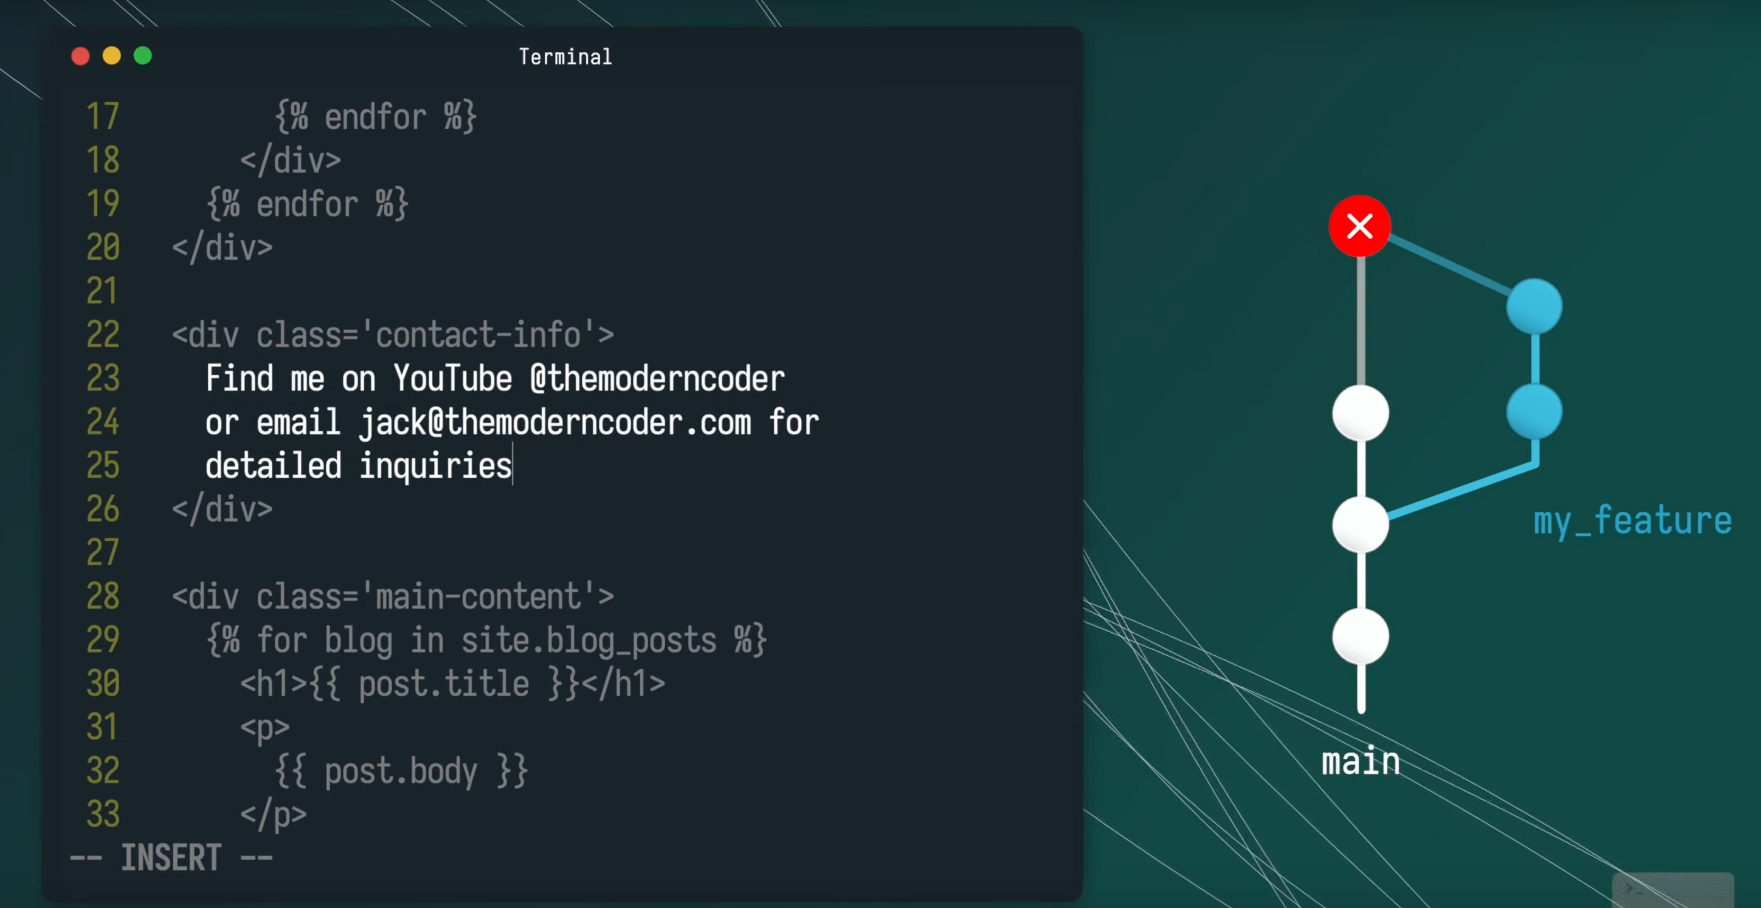 Terminal
17 {% endfor %}
18 </div>
19 {% endfor %}
20 </div>
21
22 <div class='contact-info'>
23 Find me on YouTube @themoderncoder
24 or email jack@themoderncoder.com for
25 detailed inquiries
26 </div>
27
28 <div class='main-content'>
29 {% for blog in site.blog_posts %}
30 <h1>{{ post.title }}</h1>
31 <p>
32 {{ post.body }}
33 </p>
-- INSERT --
my_feature
main
>_